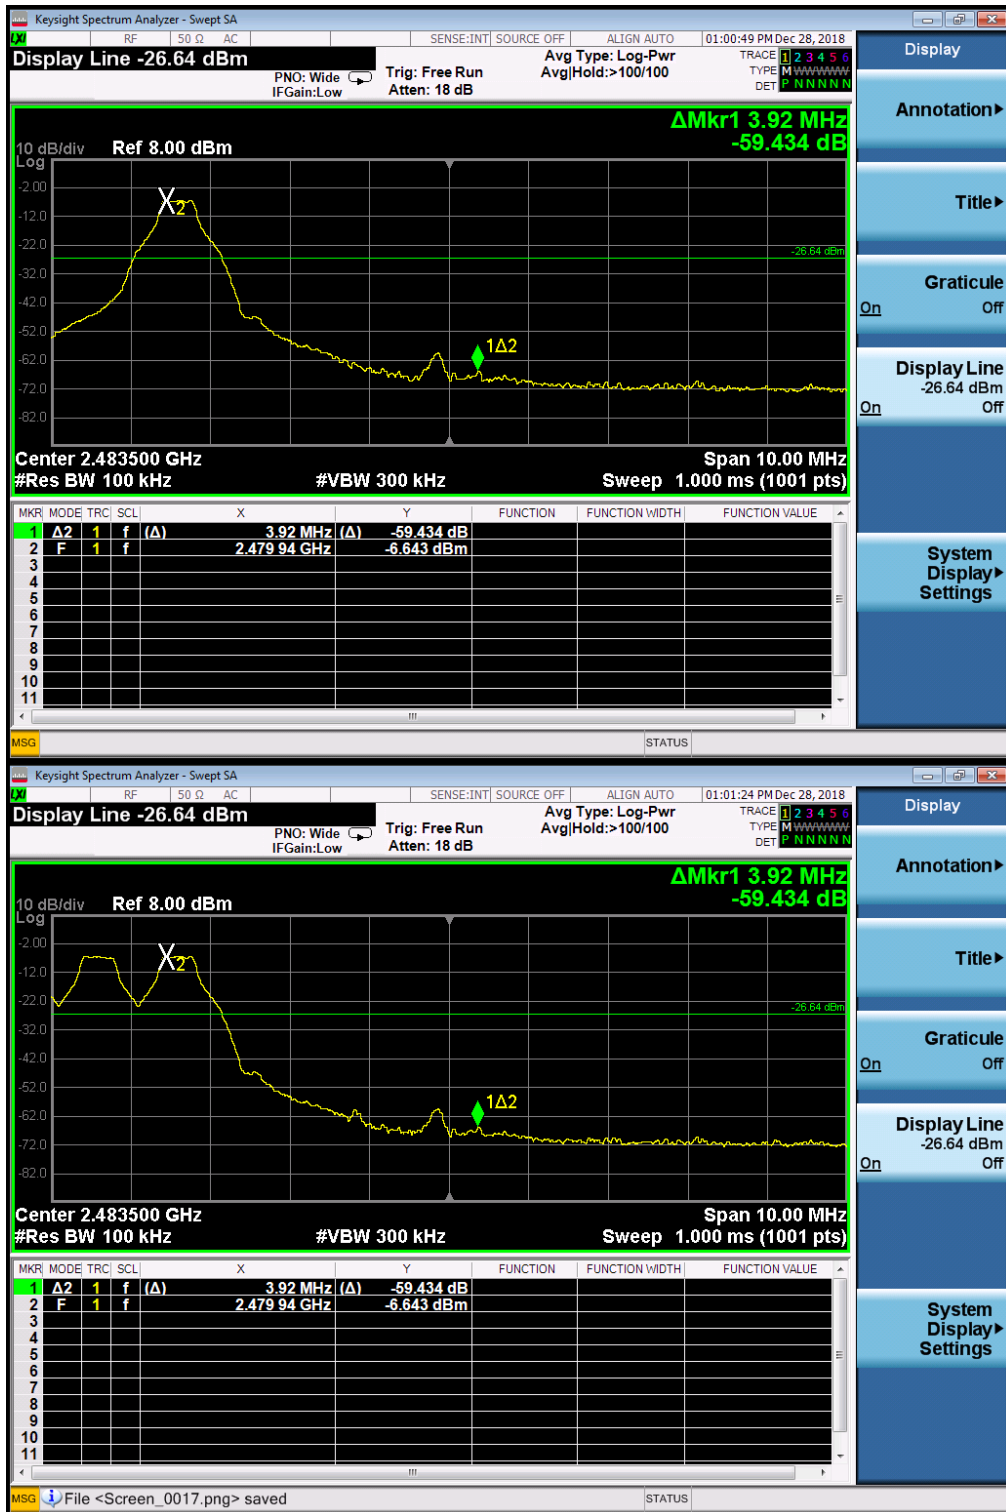 Keysight Spectrum Analyzer - Swept SA
LXI RF 50 Ω AC SENSE:INT SOURCE OFF ALIGN AUTO 01:00:49 PM Dec 28, 2018
Display Line -26.64 dBm
PNO: Wide
IFGain:Low
Trig: Free Run
Atten: 18 dB
Avg Type: Log-Pwr
Avg|Hold:>100/100
TRACE 1 2 3 4 5 6
TYPE M WWWWW
DET P N N N N N
ΔMkr1 3.92 MHz
-59.434 dB
10 dB/div Ref 8.00 dBm
Log
-2.00
-12.0
-22.0
-32.0
-42.0
-52.0
-62.0
-72.0
-82.0
2
-26.64 dBm
1Δ2
Center 2.483500 GHz Span 10.00 MHz
#Res BW 100 kHz #VBW 300 kHz Sweep 1.000 ms (1001 pts)
MKR MODE TRC SCL X Y FUNCTION FUNCTION WIDTH FUNCTION VALUE
1 Δ2 1 f (Δ) 3.92 MHz (Δ) -59.434 dB
2 F 1 f 2.479 94 GHz -6.643 dBm
3
4
5
6
7
8
9
10
11
MSG STATUS
Display
Annotation
Title
Graticule
On Off
Display Line
-26.64 dBm
On Off
System
Display
Settings
Keysight Spectrum Analyzer - Swept SA
LXI RF 50 Ω AC SENSE:INT SOURCE OFF ALIGN AUTO 01:01:24 PM Dec 28, 2018
Display Line -26.64 dBm
PNO: Wide
IFGain:Low
Trig: Free Run
Atten: 18 dB
Avg Type: Log-Pwr
Avg|Hold:>100/100
TRACE 1 2 3 4 5 6
TYPE M WWWWW
DET P N N N N N
ΔMkr1 3.92 MHz
-59.434 dB
10 dB/div Ref 8.00 dBm
Log
-2.00
-12.0
-22.0
-32.0
-42.0
-52.0
-62.0
-72.0
-82.0
2
-26.64 dBm
1Δ2
Center 2.483500 GHz Span 10.00 MHz
#Res BW 100 kHz #VBW 300 kHz Sweep 1.000 ms (1001 pts)
MKR MODE TRC SCL X Y FUNCTION FUNCTION WIDTH FUNCTION VALUE
1 Δ2 1 f (Δ) 3.92 MHz (Δ) -59.434 dB
2 F 1 f 2.479 94 GHz -6.643 dBm
3
4
5
6
7
8
9
10
11
MSG File <Screen_0017.png> saved STATUS
Display
Annotation
Title
Graticule
On Off
Display Line
-26.64 dBm
On Off
System
Display
Settings